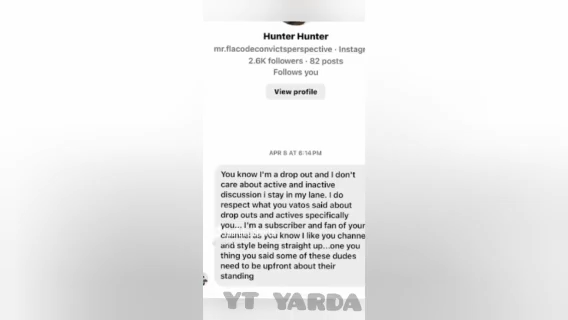 Hunter Hunter
mr.flacodeconvictsperspective · Instagr
2.6K followers · 82 posts
Follows you
View profile
APR 5 AT 6:14 PM
You know I'm a drop out and I don't
care about active and inactive
discussion i stay in my lane. I do
respect what you vatos said about
drop outs and actives specifically
you... I'm a subscriber and fan of your
channel as you know I like you channe
and style being straight up...one you
thing you said some of these dudes
need to be upfront about their
standing
YT YARDA